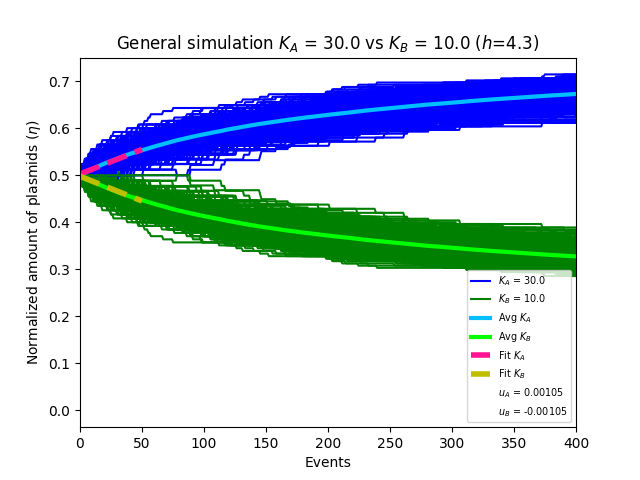 General simulation K_A = 30.0 vs K_B = 10.0 (h=4.3)
Normalized amount of plasmids (η)
0.7
0.6
0.5
0.4
0.3
0.2
0.1
0.0
K_A = 30.0
K_B = 10.0
Avg K_A
Avg K_B
Fit K_A
Fit K_B
u_A = 0.00105
u_B = -0.00105
0 50 100 150 200 250 300 350 400
Events